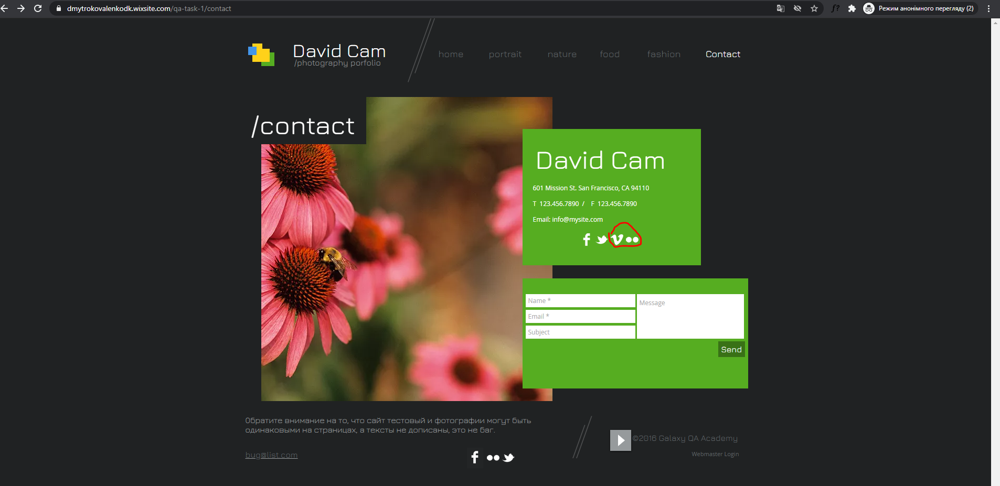 dmytrokovalenkodk.wixsite.com/qa-task-1/contact
f?
Режим анонімного перегляду (2)
David Cam
/photography porfolio
home portrait nature food fashion Contact
/contact
David Cam
601 Mission St. San Francisco, CA 94110
T 123.456.7890 / F 123.456.7890
Email: info@mysite.com
Name *
Message
Email *
Subject
Send
Обратите внимание на то, что сайт тестовый и фотографии могут быть
одинаковыми на страницах, а тексты не дописаны, это не баг.
©2016 Galaxy QA Academy
bug@list.com
Webmaster Login